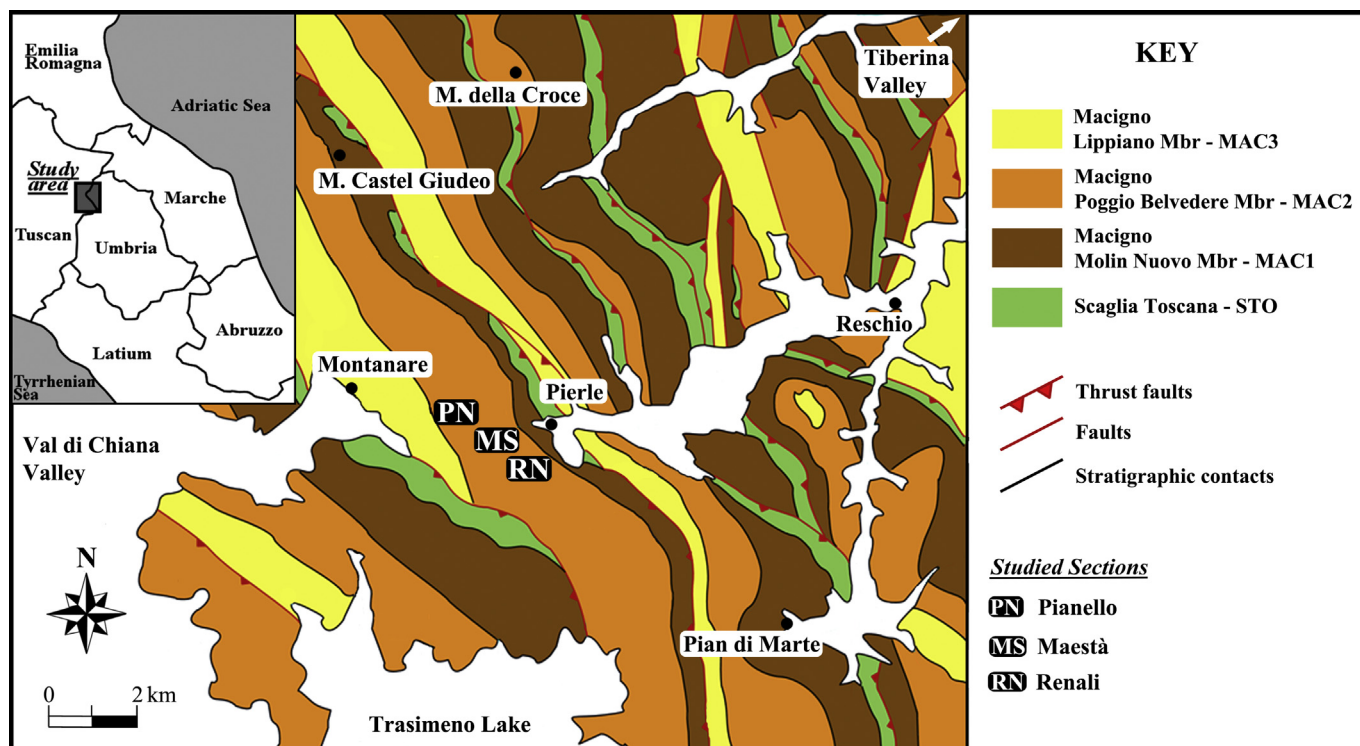 Emilia
Romagna
Adriatic Sea
Study
area
Marche
Tuscan
Umbria
Abruzzo
Latium
Tyrrhenian
Sea
Tiberina
Valley
M. della Croce
M. Castel Giudeo
Reschio
Montanare
Pierle
PN
MS
RN
Val di Chiana
Valley
N
Pian di Marte
0 2 km
Trasimeno Lake
KEY
Macigno
Lippiano Mbr - MAC3
Macigno
Poggio Belvedere Mbr - MAC2
Macigno
Molin Nuovo Mbr - MAC1
Scaglia Toscana - STO
Thrust faults
Faults
Stratigraphic contacts
Studied Sections
PN Pianello
MS Maestà
RN Renali